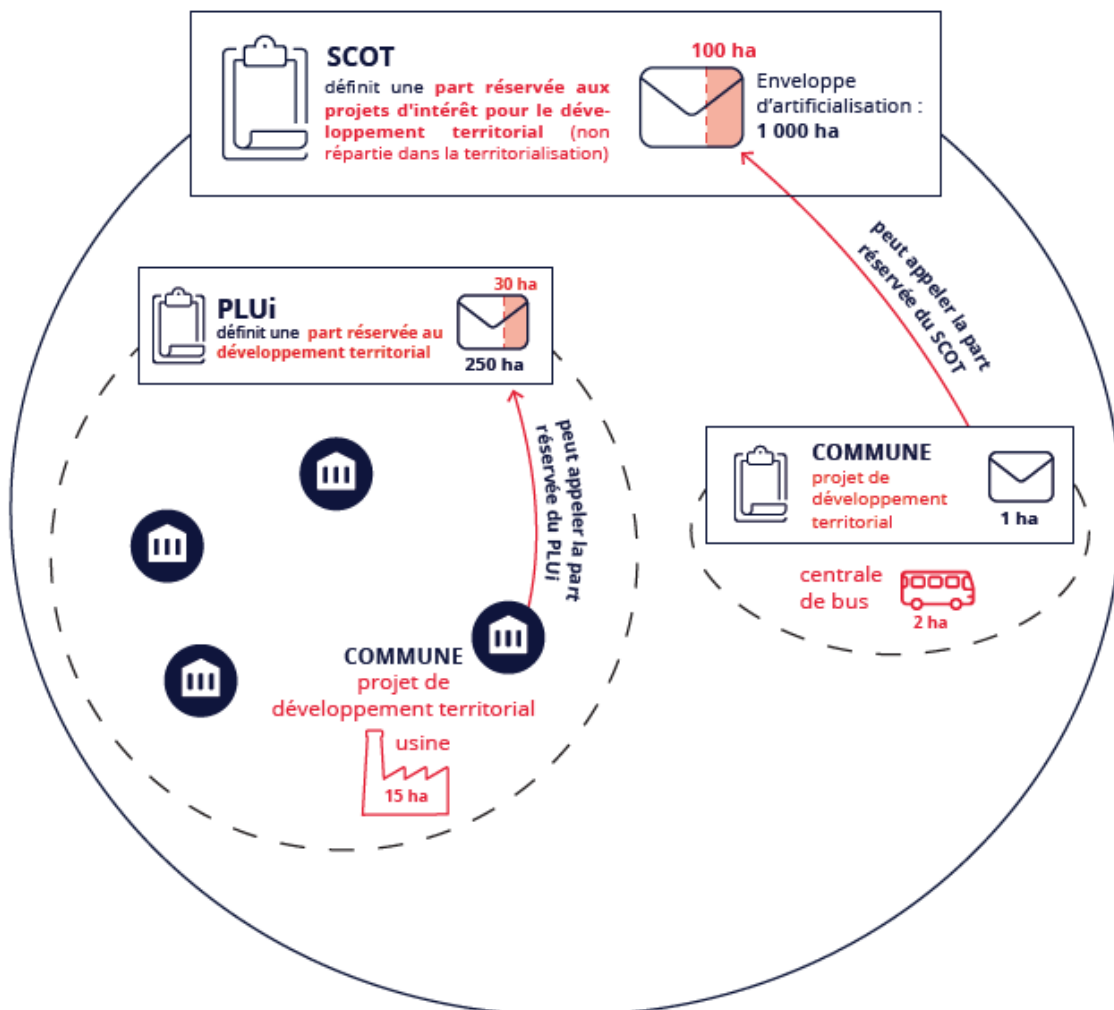 SCOT
définit une part réservée aux
projets d'intérêt pour le déve-
loppement territorial (non
répartie dans la territorialisation)
100 ha
Enveloppe
d'artificialisation :
1 000 ha
peut appeler la part
réservée du SCOT
PLUi
définit une part réservée au
développement territorial
30 ha
250 ha
peut appeler la part
réservée du PLUi
COMMUNE
projet de
développement
territorial
1 ha
centrale
de bus
2 ha
COMMUNE
projet de
développement territorial
usine
15 ha